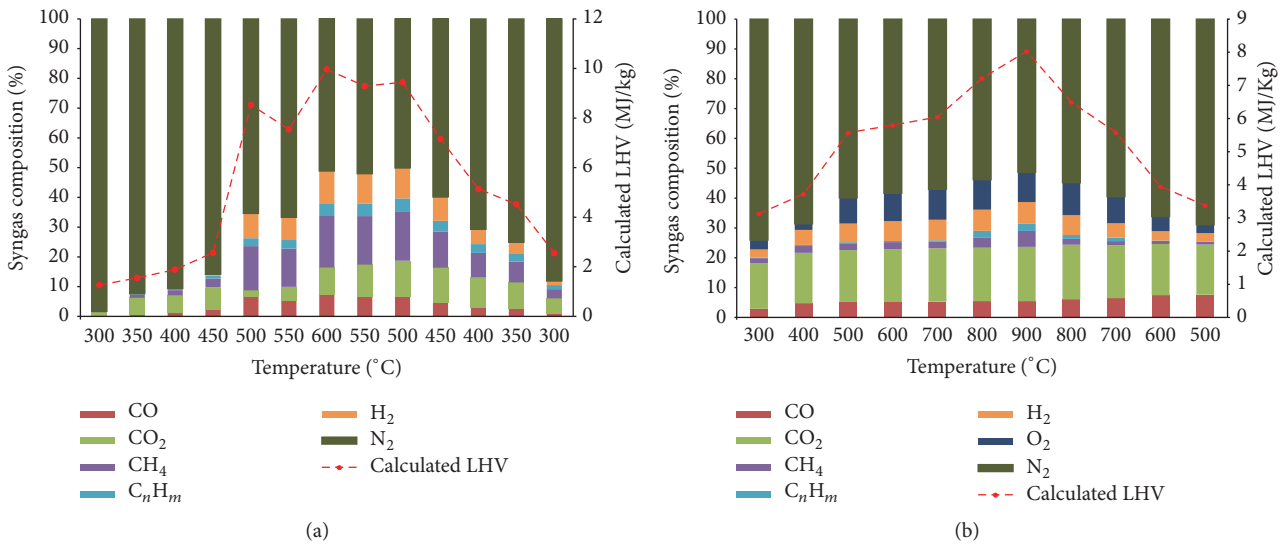 100
90
80
70
60
50
40
30
20
10
0
Syngas composition (%)
12
10
8
6
4
2
0
Calculated LHV (MJ/kg)
300 350 400 450 500 550 600 550 500 450 400 350 300
Temperature (°C)
CO
CO2
CH4
CnHm
H2
N2
Calculated LHV
(a)
100
90
80
70
60
50
40
30
20
10
0
Syngas composition (%)
9
8
7
6
5
4
3
2
1
0
Calculated LHV (MJ/Kg)
300 400 500 600 700 800 900 800 700 600 500
Temperature (°C)
CO
CO2
CH4
CnHm
H2
O2
N2
Calculated LHV
(b)